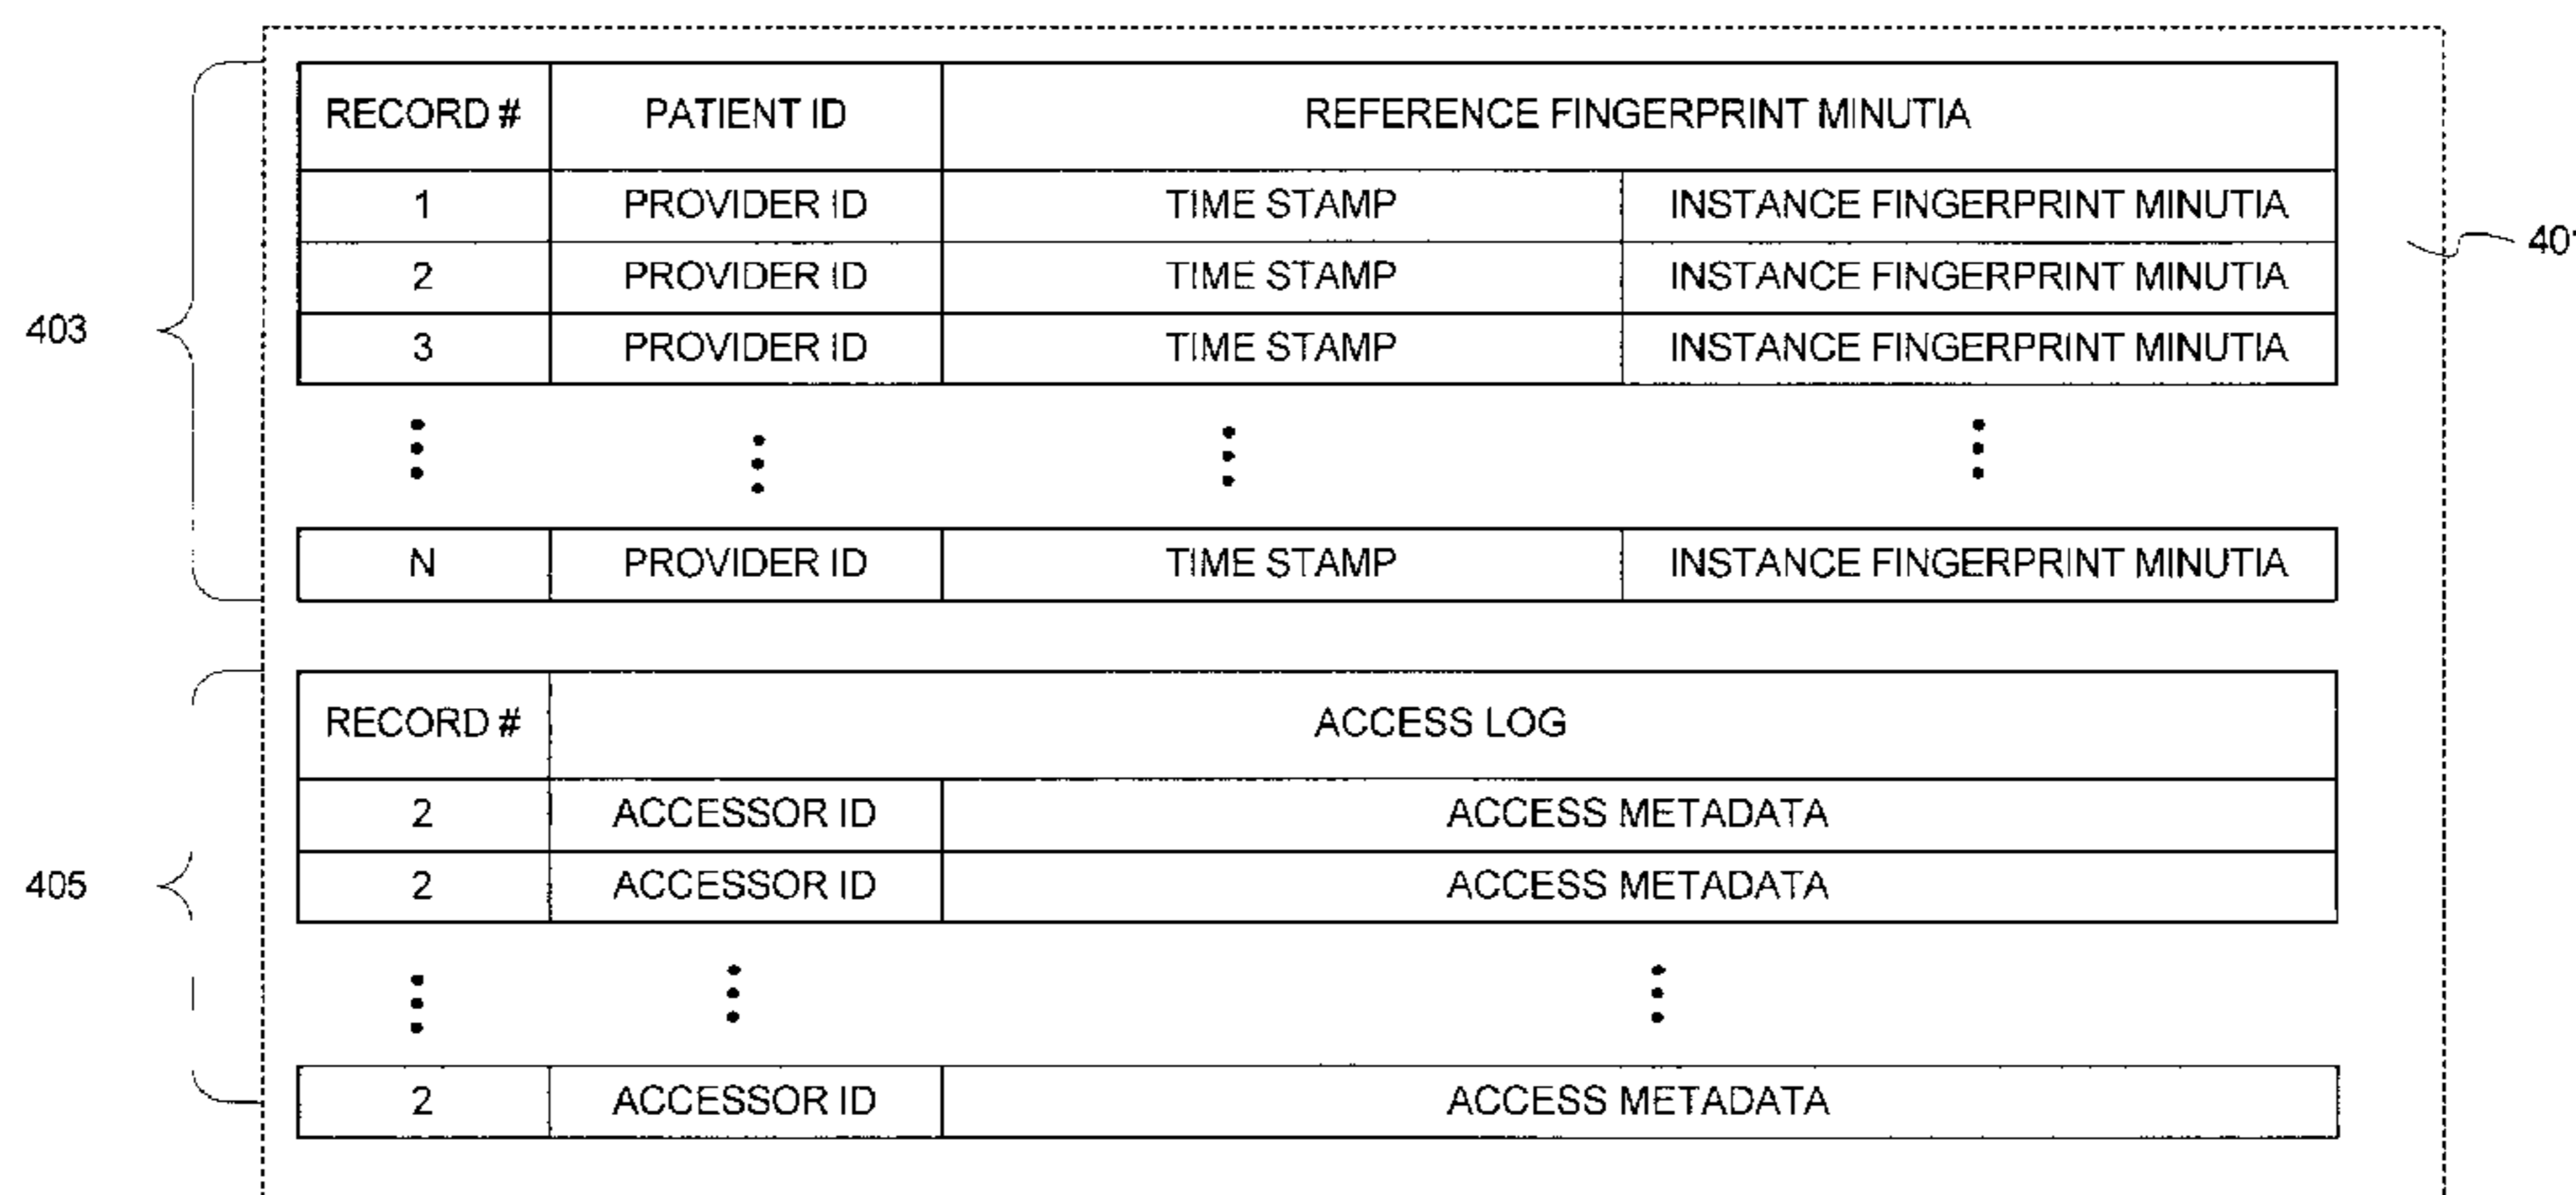 RECORD # PATIENT ID REFERENCE FINGERPRINT MINUTIA
1 PROVIDER ID TIME STAMP INSTANCE FINGERPRINT MINUTIA
2 PROVIDER ID TIME STAMP INSTANCE FINGERPRINT MINUTIA
403 3 PROVIDER ID TIME STAMP INSTANCE FINGERPRINT MINUTIA
N PROVIDER ID TIME STAMP INSTANCE FINGERPRINT MINUTIA
RECORD # ACCESS LOG
2 ACCESSOR ID ACCESS METADATA
405 2 ACCESSOR ID ACCESS METADATA
2 ACCESSOR ID ACCESS METADATA